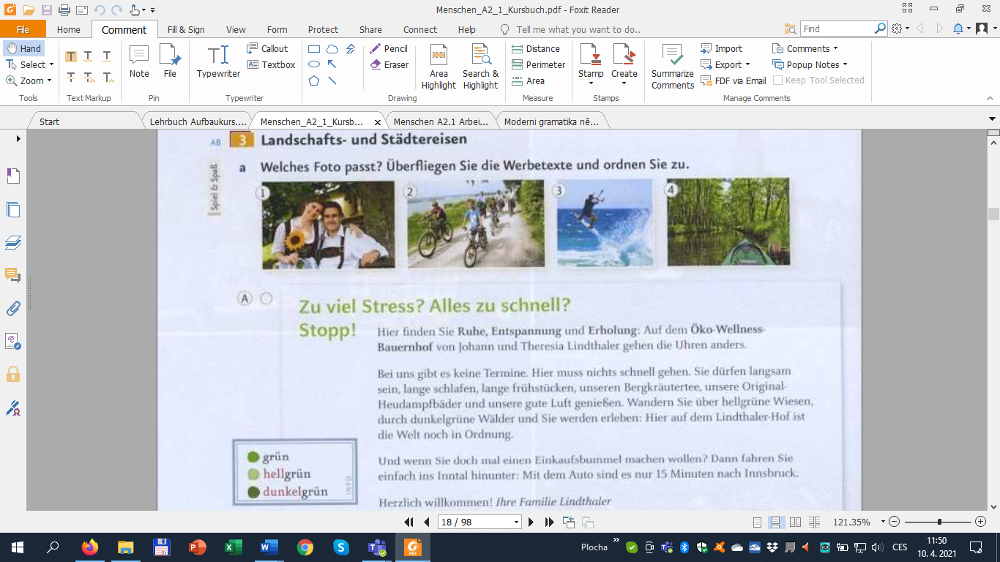 Menschen_A2_1_Kursbuch.pdf - Foxit Reader
File Home Comment Fill & Sign View Form Protect Share Connect Help Tell me what you want to do.. Find
Hand
Select
Zoom
Tools
Text Markup
Note
File
Pin
Typewriter
Callout
Textbox
Typewriter
Pencil
Eraser
Area Highlight
Search & Highlight
Drawing
Distance
Perimeter
Area
Measure
Stamp
Create
Stamps
Summarize Comments
Import
Export
FDF via Email
Comments
Popup Notes
Keep Tool Selected
Manage Comments
Start
Lehrbuch Aufbaukurs....
Menschen_A2_1_Kursb...
Menschen A2.1 Arbei...
Moderni gramatika ně...
AB 3 Landschafts- und Städtereisen
Spiel & Spaß
a Welches Foto passt? Überfliegen Sie die Werbetexte und ordnen Sie zu.
1 2 3 4
A
Zu viel Stress? Alles zu schnell?
Stopp!
Hier finden Sie Ruhe, Entspannung und Erholung: Auf dem Öko-Wellness-
Bauernhof von Johann und Theresia Lindthaler gehen die Uhren anders.
Bei uns gibt es keine Termine. Hier muss nichts schnell gehen. Sie dürfen langsam
sein, lange schlafen, lange frühstücken, unseren Bergkräutertee, unsere Original-
Heudampfbäder und unsere gute Luft genießen. Wandern Sie über hellgrüne Wiesen,
durch dunkelgrüne Wälder und Sie werden erleben: Hier auf dem Lindthaler-Hof ist
die Welt noch in Ordnung.
Und wenn Sie doch mal einen Einkaufsbummel machen wollen? Dann fahren Sie
einfach ins Inntal hinunter: Mit dem Auto sind es nur 15 Minuten nach Innsbruck.
Herzlich willkommen! Ihre Familie Lindthaler
grün
hellgrün
dunkelgrün
INFO
18 / 98
121.35%
Plocha
CES
11:50
10. 4. 2021